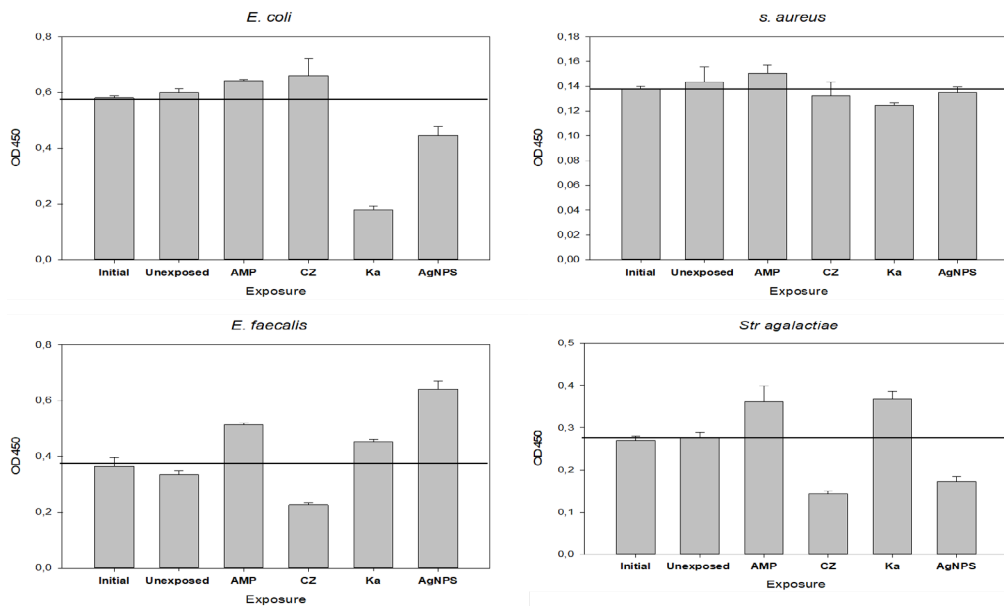 E. coli
0,8
0,6
0,4
0,2
0,0
OD450
Initial Unexposed AMP CZ Ka AgNPS
Exposure
s. aureus
0,18
0,16
0,14
0,12
0,10
0,08
0,06
0,04
0,02
0,00
OD450
Initial Unexposed AMP CZ Ka AgNPS
Exposure
E. faecalis
0,8
0,6
0,4
0,2
0,0
OD450
Initial Unexposed AMP CZ Ka AgNPS
Exposure
Str agalactiae
0,5
0,4
0,3
0,2
0,1
0,0
OD450
Initial Unexposed AMP CZ Ka AgNPS
Exposure